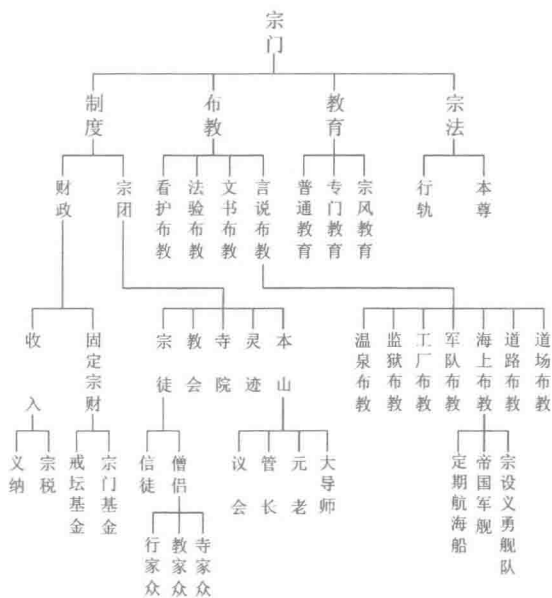 宗门
制度
布教
教育
宗法
财政
宗团
看护布教
法验布教
文书布教
言说布教
普通教育
专门教育
宗风教育
行轨
本尊
收入
固定宗财
宗徒
教会
寺院
灵迹
本山
温泉布教
监狱布教
工厂布教
军队布教
海上布教
道路布教
道场布教
义纳
宗税
戒坛基金
宗门基金
信徒
僧侣
议会
管长
元老
大导师
定期航海船
帝国军舰
宗设义勇舰队
行家众
教家众
寺家众